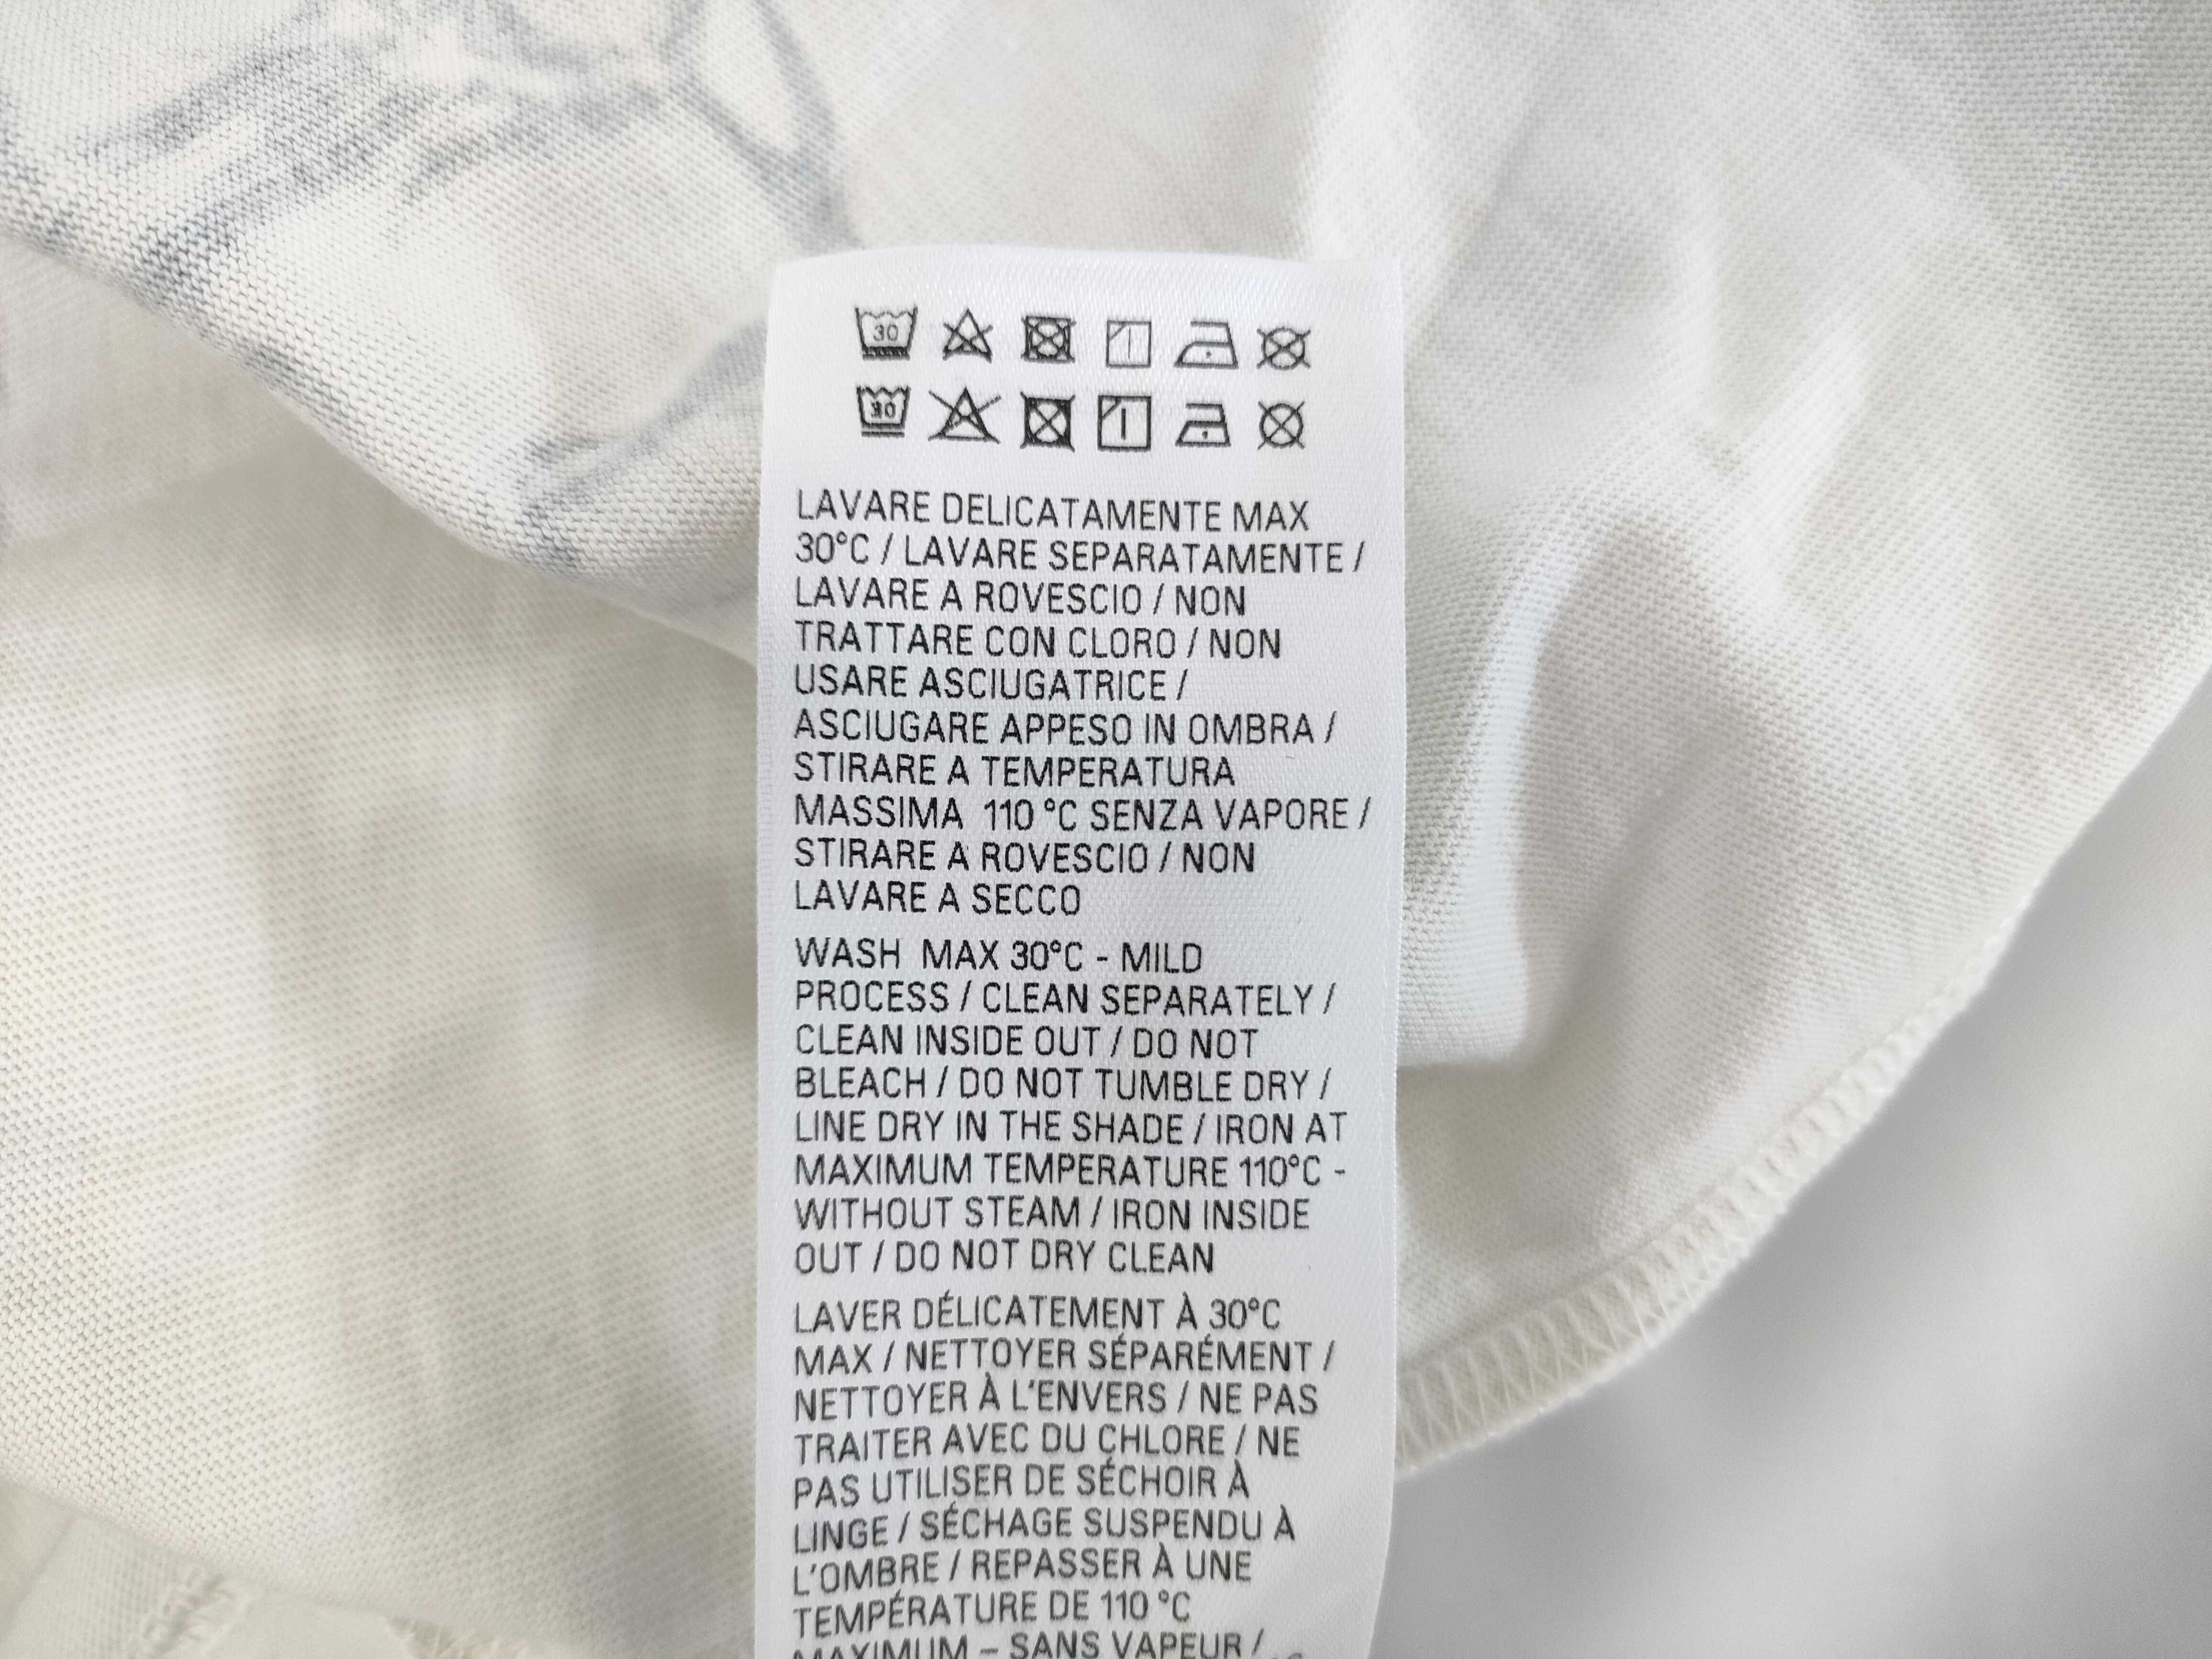 30
30
LAVARE DELICATAMENTE MAX
30°C / LAVARE SEPARATAMENTE /
LAVARE A ROVESCIO / NON
TRATTARE CON CLORO / NON
USARE ASCIUGATRICE /
ASCIUGARE APPESO IN OMBRA /
STIRARE A TEMPERATURA
MASSIMA 110 °C SENZA VAPORE /
STIRARE A ROVESCIO / NON
LAVARE A SECCO
WASH MAX 30°C - MILD
PROCESS / CLEAN SEPARATELY /
CLEAN INSIDE OUT / DO NOT
BLEACH / DO NOT TUMBLE DRY /
LINE DRY IN THE SHADE / IRON AT
MAXIMUM TEMPERATURE 110°C -
WITHOUT STEAM / IRON INSIDE
OUT / DO NOT DRY CLEAN
LAVER DÉLICATEMENT À 30°C
MAX / NETTOYER SÉPARÉMENT /
NETTOYER À L'ENVERS / NE PAS
TRAITER AVEC DU CHLORE / NE
PAS UTILISER DE SÉCHOIR À
LINGE / SÉCHAGE SUSPENDU À
L'OMBRE / REPASSER À UNE
TEMPÉRATURE DE 110 °C
MAXIMUM – SANS VAPEUR /